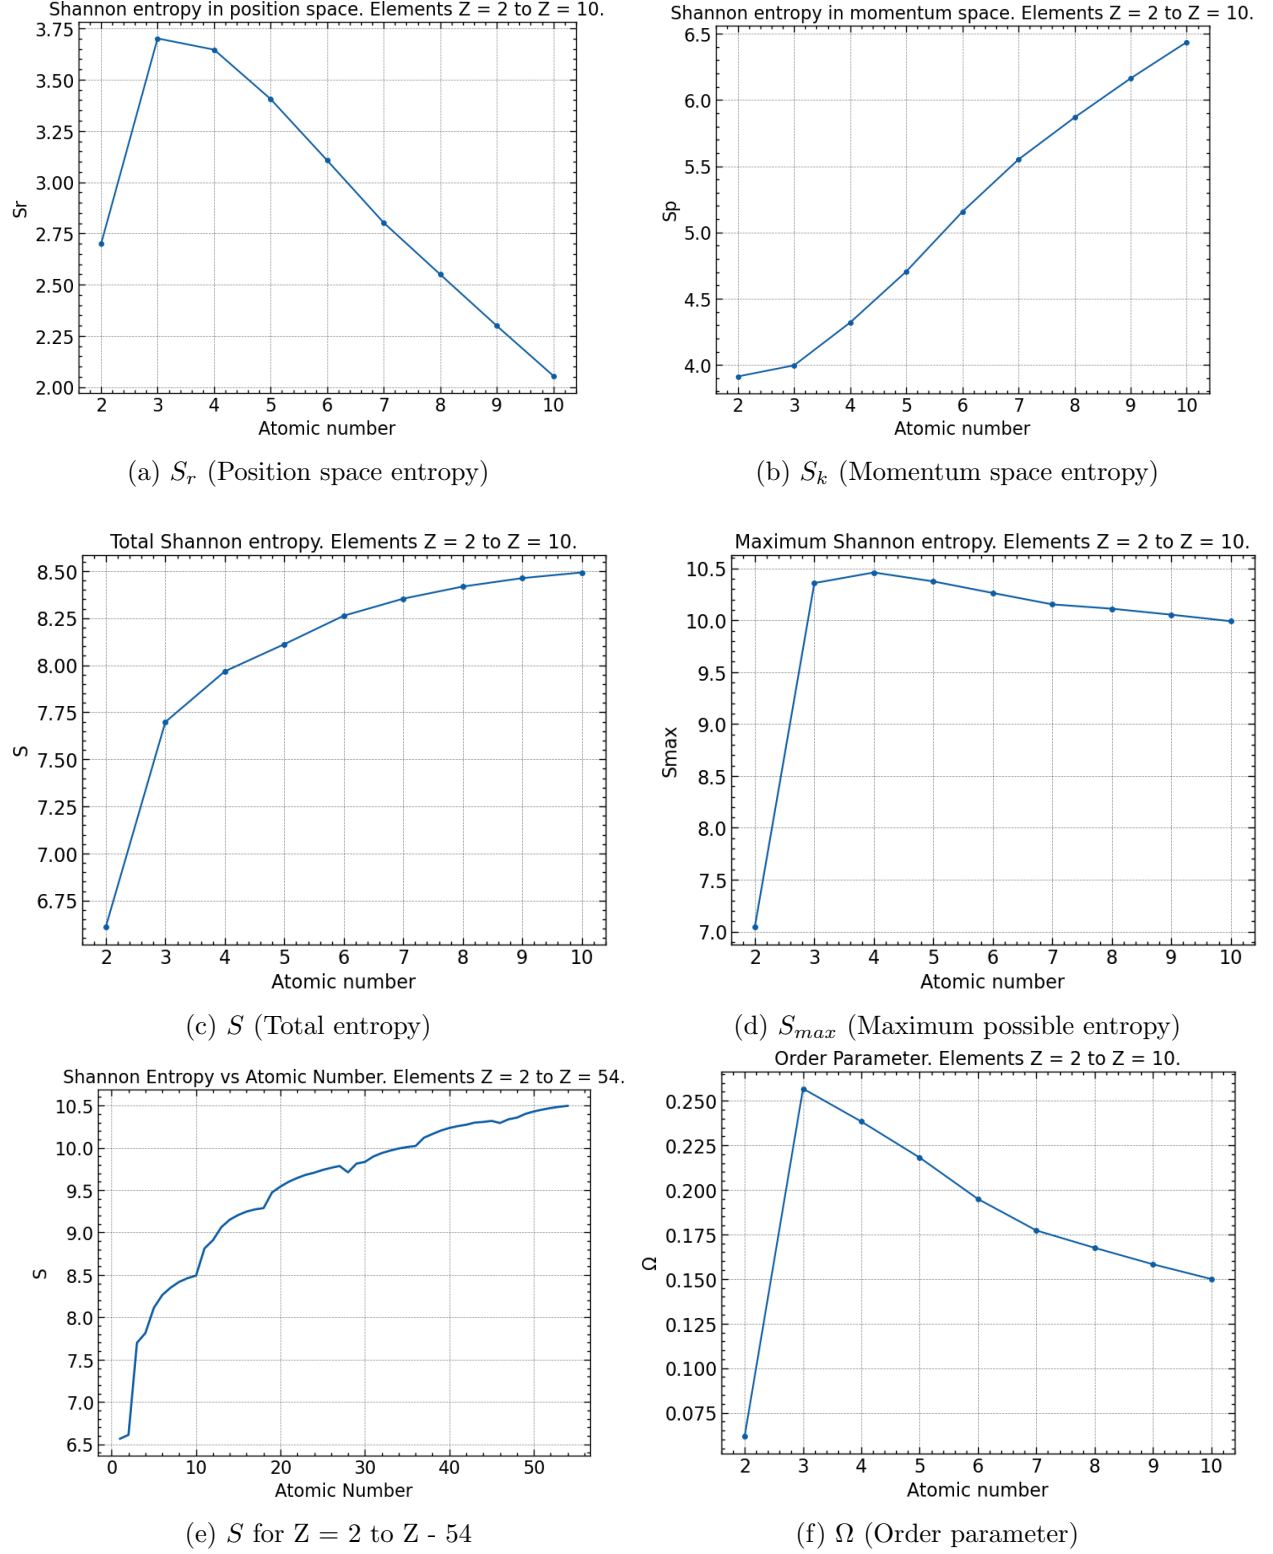 Shannon entropy in position space. Elements Z = 2 to Z = 10.
3.75
3.50
3.25
3.00
2.75
2.50
2.25
2.00
Sr
2 3 4 5 6 7 8 9 10
Atomic number
(a) S_r (Position space entropy)
Shannon entropy in momentum space. Elements Z = 2 to Z = 10.
6.5
6.0
5.5
5.0
4.5
4.0
Sp
2 3 4 5 6 7 8 9 10
Atomic number
(b) S_k (Momentum space entropy)
Total Shannon entropy. Elements Z = 2 to Z = 10.
8.50
8.25
8.00
7.75
7.50
7.25
7.00
6.75
S
2 3 4 5 6 7 8 9 10
Atomic number
(c) S (Total entropy)
Maximum Shannon entropy. Elements Z = 2 to Z = 10.
10.5
10.0
9.5
9.0
8.5
8.0
7.5
7.0
Smax
2 3 4 5 6 7 8 9 10
Atomic number
(d) S_max (Maximum possible entropy)
Shannon Entropy vs Atomic Number. Elements Z = 2 to Z = 54.
10.5
10.0
9.5
9.0
8.5
8.0
7.5
7.0
6.5
S
0 10 20 30 40 50
Atomic Number
(e) S for Z = 2 to Z - 54
Order Parameter. Elements Z = 2 to Z = 10.
0.250
0.225
0.200
0.175
0.150
0.125
0.100
0.075
Ω
2 3 4 5 6 7 8 9 10
Atomic number
(f) Ω (Order parameter)